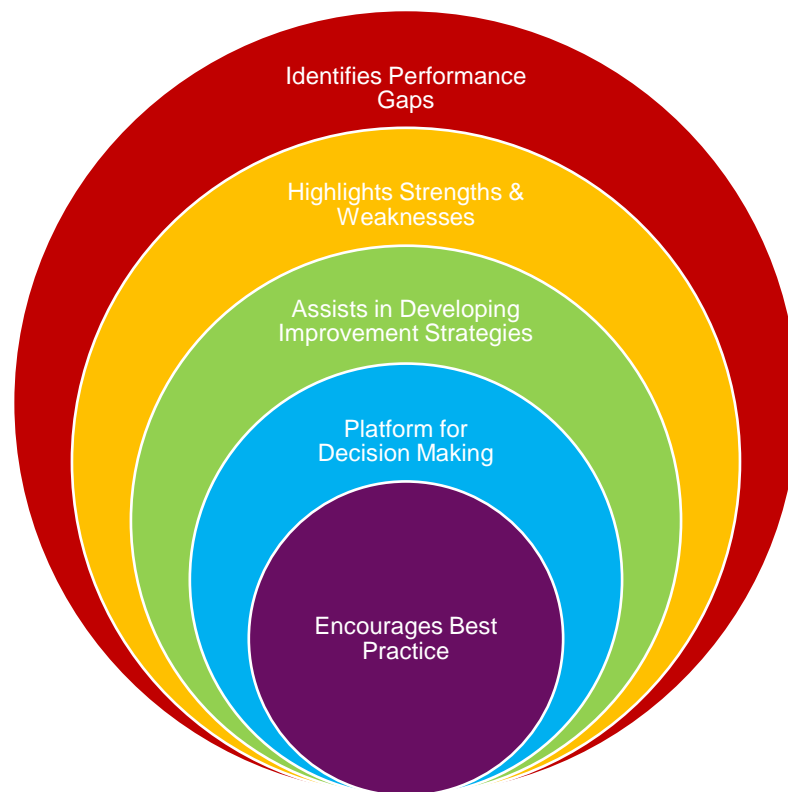 Identifies Performance
Gaps
Highlights Strengths &
Weaknesses
Assists in Developing
Improvement Strategies
Platform for
Decision Making
Encourages Best
Practice